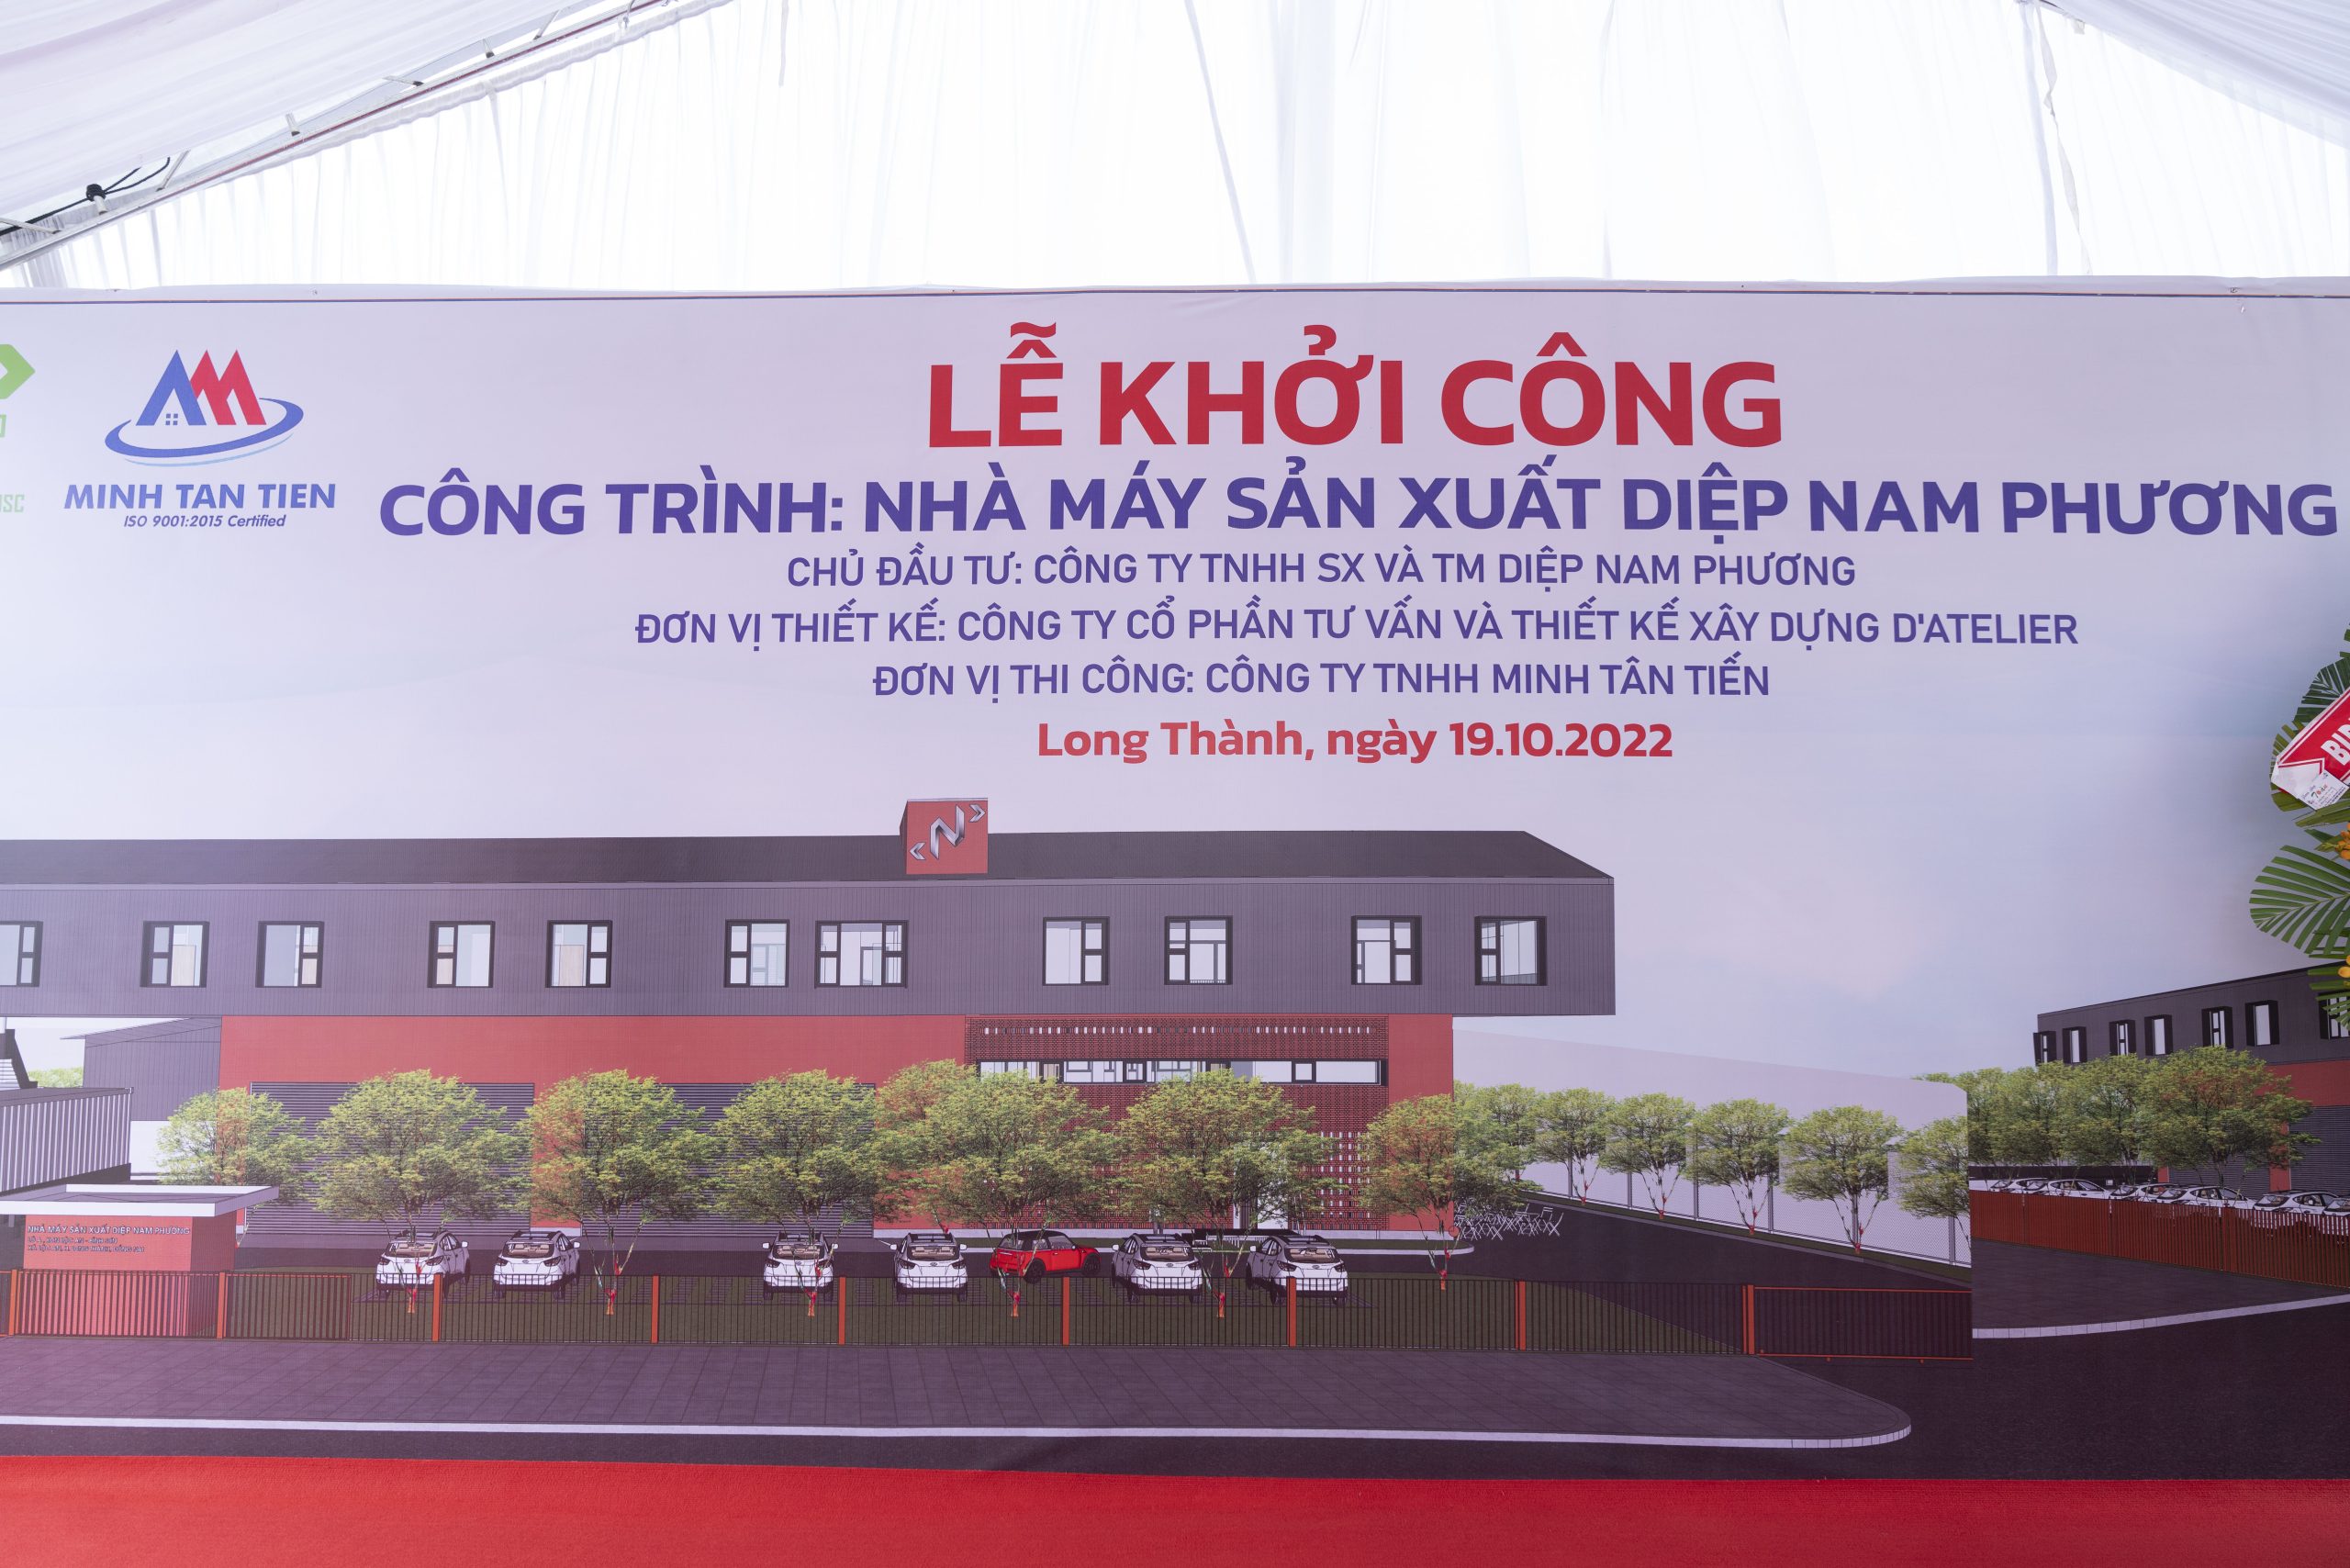 LỄ KHỞI CÔNG
MINH TAN TIEN
ISO 9001:2015 Certified
CÔNG TRÌNH: NHÀ MÁY SẢN XUẤT DIỆP NAM PHƯƠNG
CHỦ ĐẦU TƯ: CÔNG TY TNHH SX VÀ TM DIỆP NAM PHƯƠNG
ĐƠN VỊ THIẾT KẾ: CÔNG TY CỔ PHẦN TƯ VẤN VÀ THIẾT KẾ XÂY DỰNG D'ATELIER
ĐƠN VỊ THI CÔNG: CÔNG TY TNHH MINH TÂN TIẾN
Long Thành, ngày 19.10.2022
N
NHÀ MÁY SẢN XUẤT DIỆP NAM PHƯƠNG